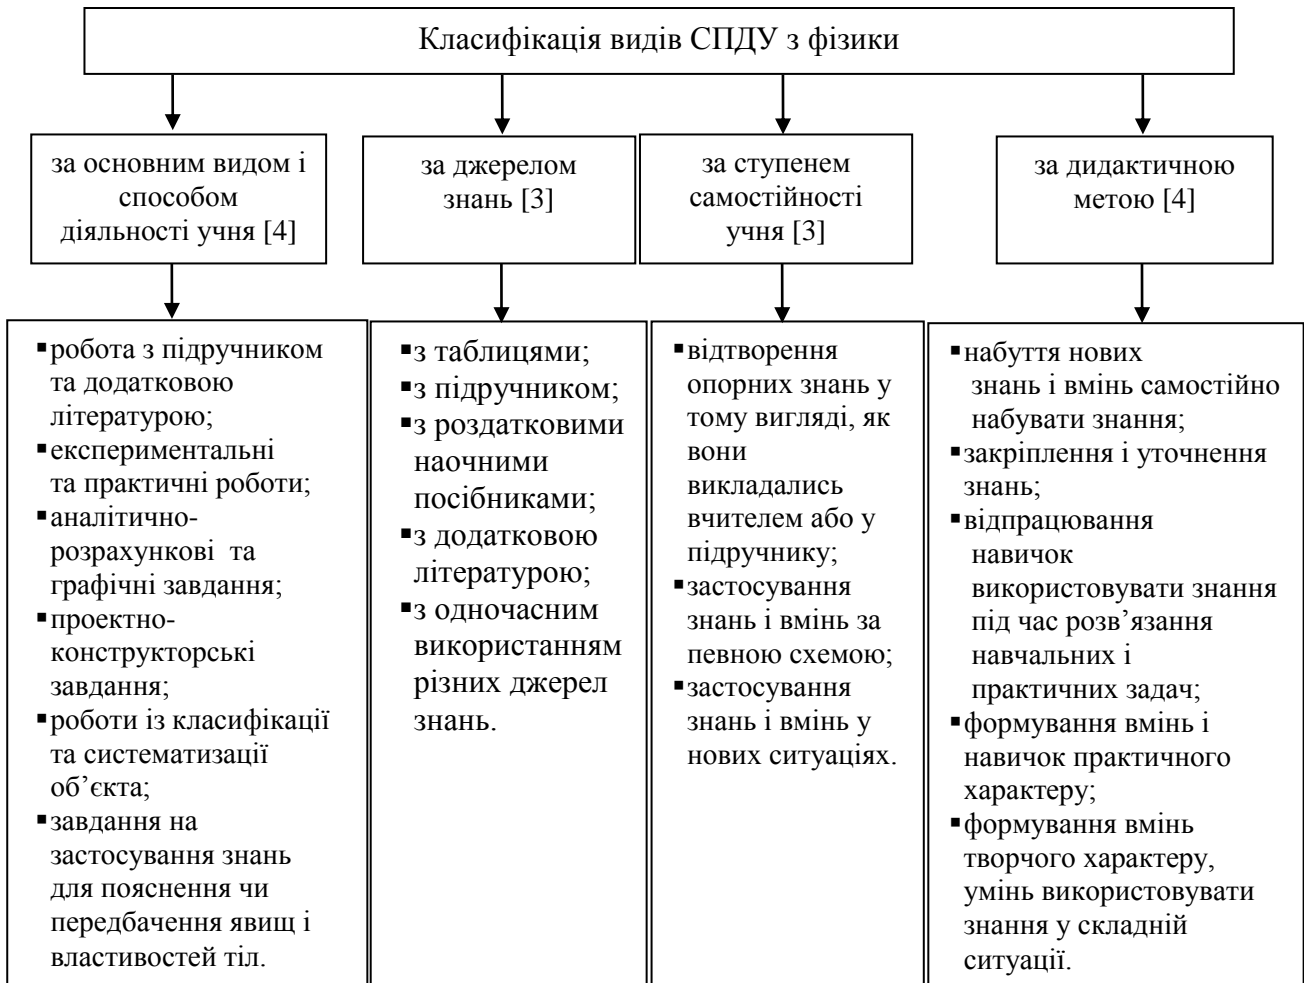 Класифікація видів СПДУ з фізики
за основним видом і
способом
діяльності учня [4]
за джерелом
знань [3]
за ступенем
самостійності
учня [3]
за дидактичною
метою [4]
▪робота з підручником
та додатковою
літературою;
▪експериментальні
та практичні роботи;
▪аналітично-
розрахункові та
графічні завдання;
▪проектно-
конструкторські
завдання;
▪роботи із класифікації
та систематизації
об’єкта;
▪завдання на
застосування знань
для пояснення чи
передбачення явищ і
властивостей тіл.
▪з таблицями;
▪з підручником;
▪з роздатковими
наочними
посібниками;
▪з додатковою
літературою;
▪з одночасним
використанням
різних джерел
знань.
▪відтворення
опорних знань у
тому вигляді, як
вони
викладались
вчителем або у
підручнику;
▪застосування
знань і вмінь за
певною схемою;
▪застосування
знань і вмінь у
нових ситуаціях.
▪набуття нових
знань і вмінь самостійно
набувати знання;
▪закріплення і уточнення
знань;
▪відпрацювання
навичок
використовувати знання
під час розв’язання
навчальних і
практичних задач;
▪формування вмінь і
навичок практичного
характеру;
▪формування вмінь
творчого характеру,
умінь використовувати
знання у складній
ситуації.